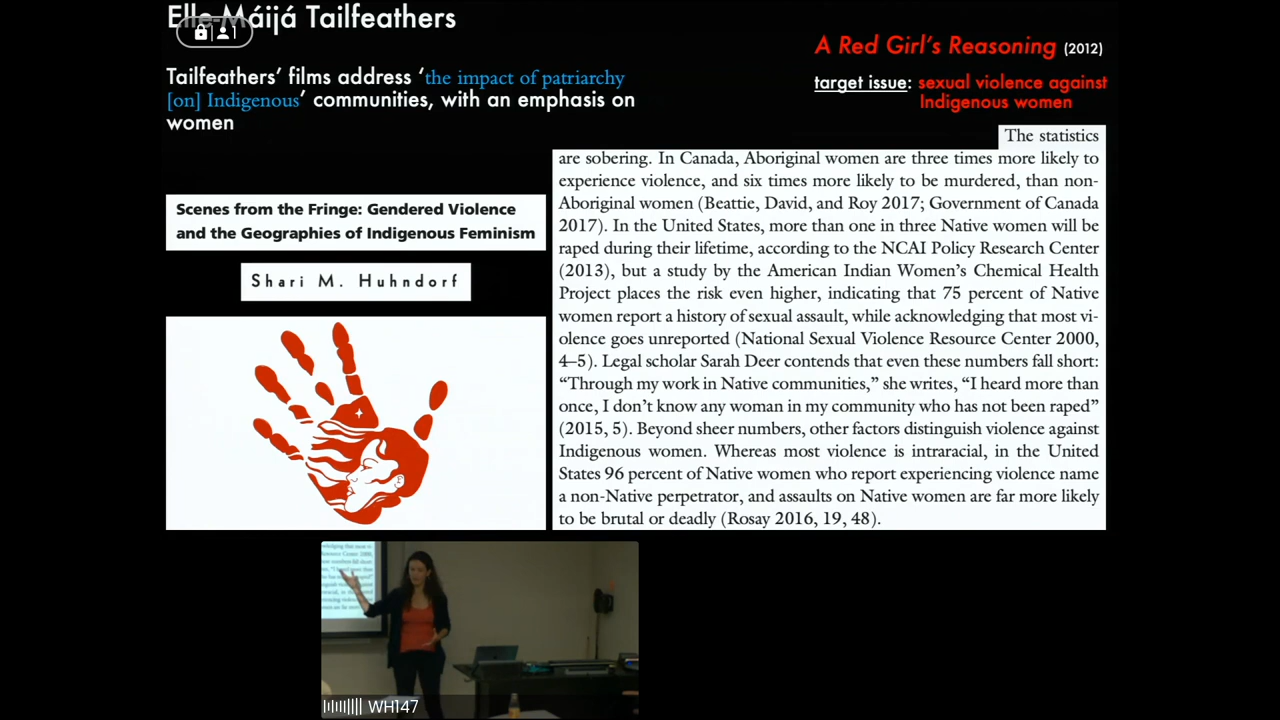 Elle-Máijá Tailfeathers
Tailfeathers’ films address ‘the impact of patriarchy
[on] Indigenous’ communities, with an emphasis on
women
A Red Girl’s Reasoning (2012)
target issue: sexual violence against
Indigenous women
Scenes from the Fringe: Gendered Violence
and the Geographies of Indigenous Feminism
Shari M. Huhndorf
The statistics
are sobering. In Canada, Aboriginal women are three times more likely to
experience violence, and six times more likely to be murdered, than non-
Aboriginal women (Beattie, David, and Roy 2017; Government of Canada
2017). In the United States, more than one in three Native women will be
raped during their lifetime, according to the NCAI Policy Research Center
(2013), but a study by the American Indian Women’s Chemical Health
Project places the risk even higher, indicating that 75 percent of Native
women report a history of sexual assault, while acknowledging that most vi-
olence goes unreported (National Sexual Violence Resource Center 2000,
4–5). Legal scholar Sarah Deer contends that even these numbers fall short:
“Through my work in Native communities,” she writes, “I heard more than
once, I don’t know any woman in my community who has not been raped”
(2015, 5). Beyond sheer numbers, other factors distinguish violence against
Indigenous women. Whereas most violence is intraracial, in the United
States 96 percent of Native women who report experiencing violence name
a non-Native perpetrator, and assaults on Native women are far more likely
to be brutal or deadly (Rosay 2016, 19, 48).
WH147